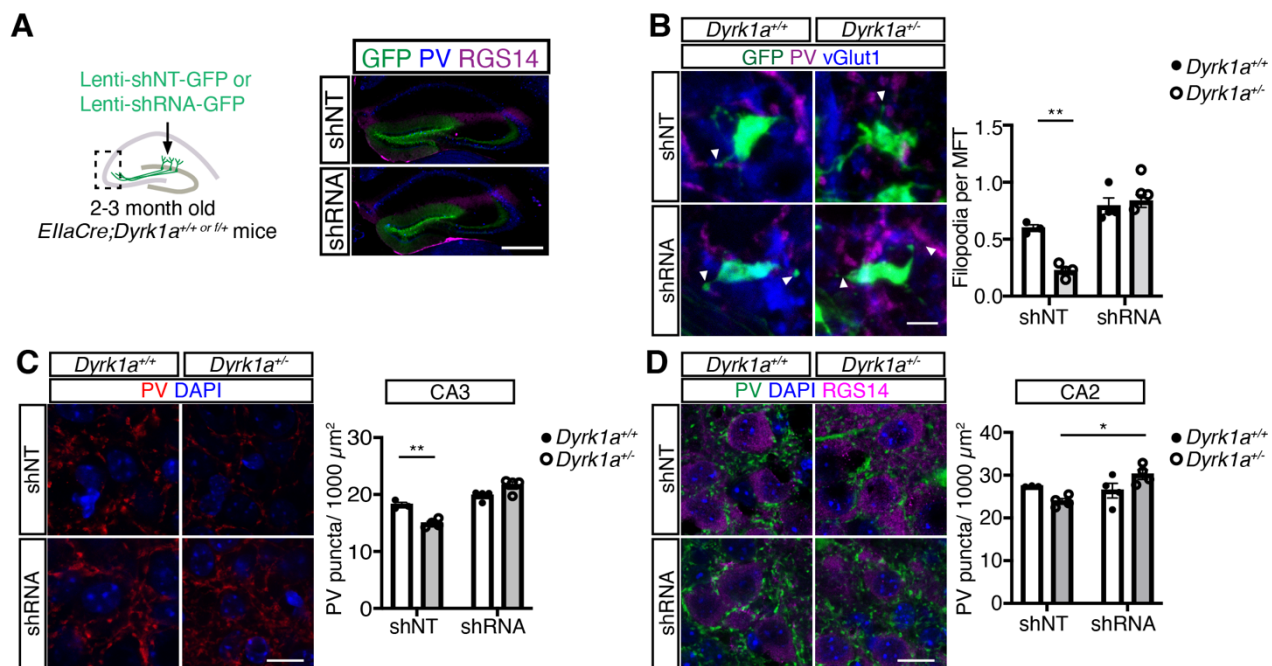 A
Lenti-shNT-GFP or
Lenti-shRNA-GFP
2-3 month old
EIIaCre;Dyrk1a+/+ or f/+ mice
GFP PV RGS14
shNT
shRNA
B
Dyrk1a+/+
Dyrk1a+/-
GFP PV vGlut1
shNT
shRNA
Filopodia per MFT
1.5
1.0
0.5
0.0
**
shNT
shRNA
Dyrk1a+/+
Dyrk1a+/-
C
Dyrk1a+/+
Dyrk1a+/-
PV DAPI
shNT
shRNA
CA3
PV puncta/ 1000 µm²
30
20
10
0
**
shNT
shRNA
Dyrk1a+/+
Dyrk1a+/-
D
Dyrk1a+/+
Dyrk1a+/-
PV DAPI RGS14
shNT
shRNA
CA2
PV puncta/ 1000 µm²
40
30
20
10
0
*
shNT
shRNA
Dyrk1a+/+
Dyrk1a+/-